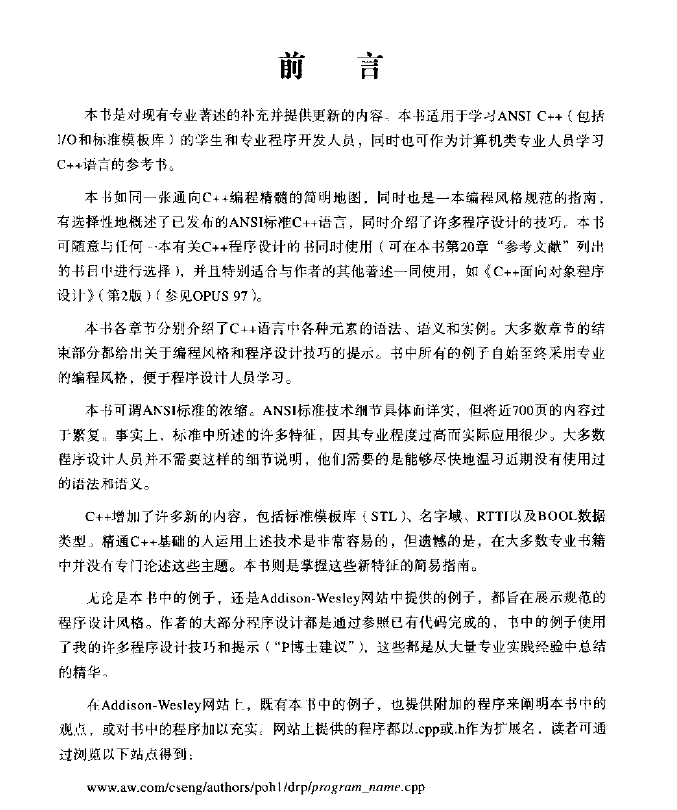 前 言
本书是对现有专业著述的补充并提供更新的内容。本书适用于学习ANSI C++（包括
I/O和标准模板库）的学生和专业程序开发人员，同时也可作为计算机类专业人员学习
C++语言的参考书。
本书如同一张通向C++编程精髓的简明地图，同时也是一本编程风格规范的指南，
有选择性地概述了已发布的ANSI标准C++语言，同时介绍了许多程序设计的技巧。本书
可随意与任何一本有关C++程序设计的书同时使用（可在本书第20章“参考文献”列出
的书目中进行选择），并且特别适合与作者的其他著述一同使用，如《C++面向对象程序
设计》（第2版）（参见OPUS 97）。
本书各章节分别介绍了C++语言中各种元素的语法、语义和实例。大多数章节的结
束部分都给出关于编程风格和程序设计技巧的提示。书中所有的例子自始至终采用专业
的编程风格，便于程序设计人员学习。
本书可谓ANSI标准的浓缩。ANSI标准技术细节具体而详实，但将近700页的内容过
于繁复。事实上，标准中所述的许多特征，因其专业程度过高而实际应用很少。大多数
程序设计人员并不需要这样的细节说明，他们需要的是能够尽快地温习近期没有使用过
的语法和语义。
C++增加了许多新的内容，包括标准模板库（STL）、名字域、RTTI以及BOOL数据
类型。精通C++基础的人运用上述技术是非常容易的，但遗憾的是，在大多数专业书籍
中并没有专门论述这些主题。本书则是掌握这些新特征的简易指南。
无论是本书中的例子，还是Addison-Wesley网站中提供的例子，都旨在展示规范的
程序设计风格。作者的大部分程序设计都是通过参照已有代码完成的，书中的例子使用
了我的许多程序设计技巧和提示（“P博士建议”），这些都是从大量专业实践经验中总结
的精华。
在Addison-Wesley网站上，既有本书中的例子，也提供附加的程序来阐明本书中的
观点，或对书中的程序加以充实。网站上提供的程序都以.cpp或.h作为扩展名，读者可通
过浏览以下站点得到：
www.aw.com/cseng/authors/pohl/drp/program_name.cpp